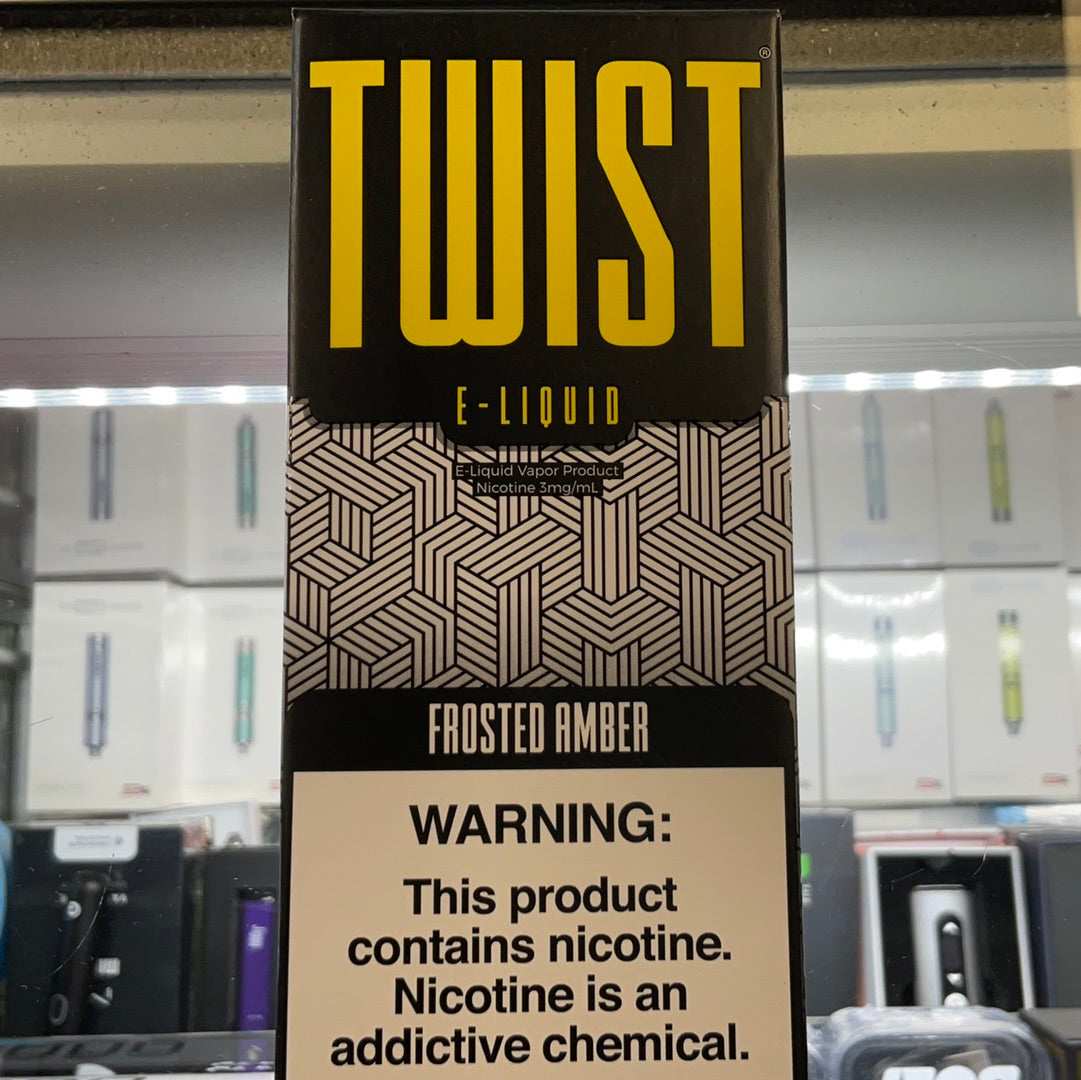 TWIST®
E-LIQUID
E-Liquid Vapor Product
Nicotine 3mg/mL
FROSTED AMBER
WARNING:
This product
contains nicotine.
Nicotine is an
addictive chemical.